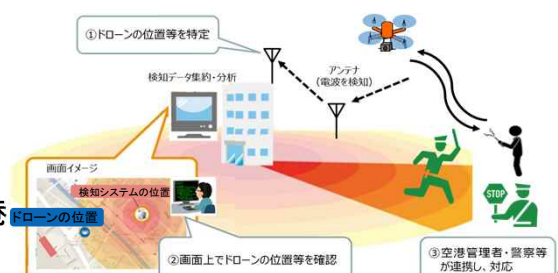 ①ドローンの位置等を特定
検知データ集約・分析
アンテナ
(電波を検知)
画面イメージ
検知システムの位置
港
ドローンの位置
STOP
②画面上でドローンの位置等を確認
③空港管理者・警察等
が連携し、対応